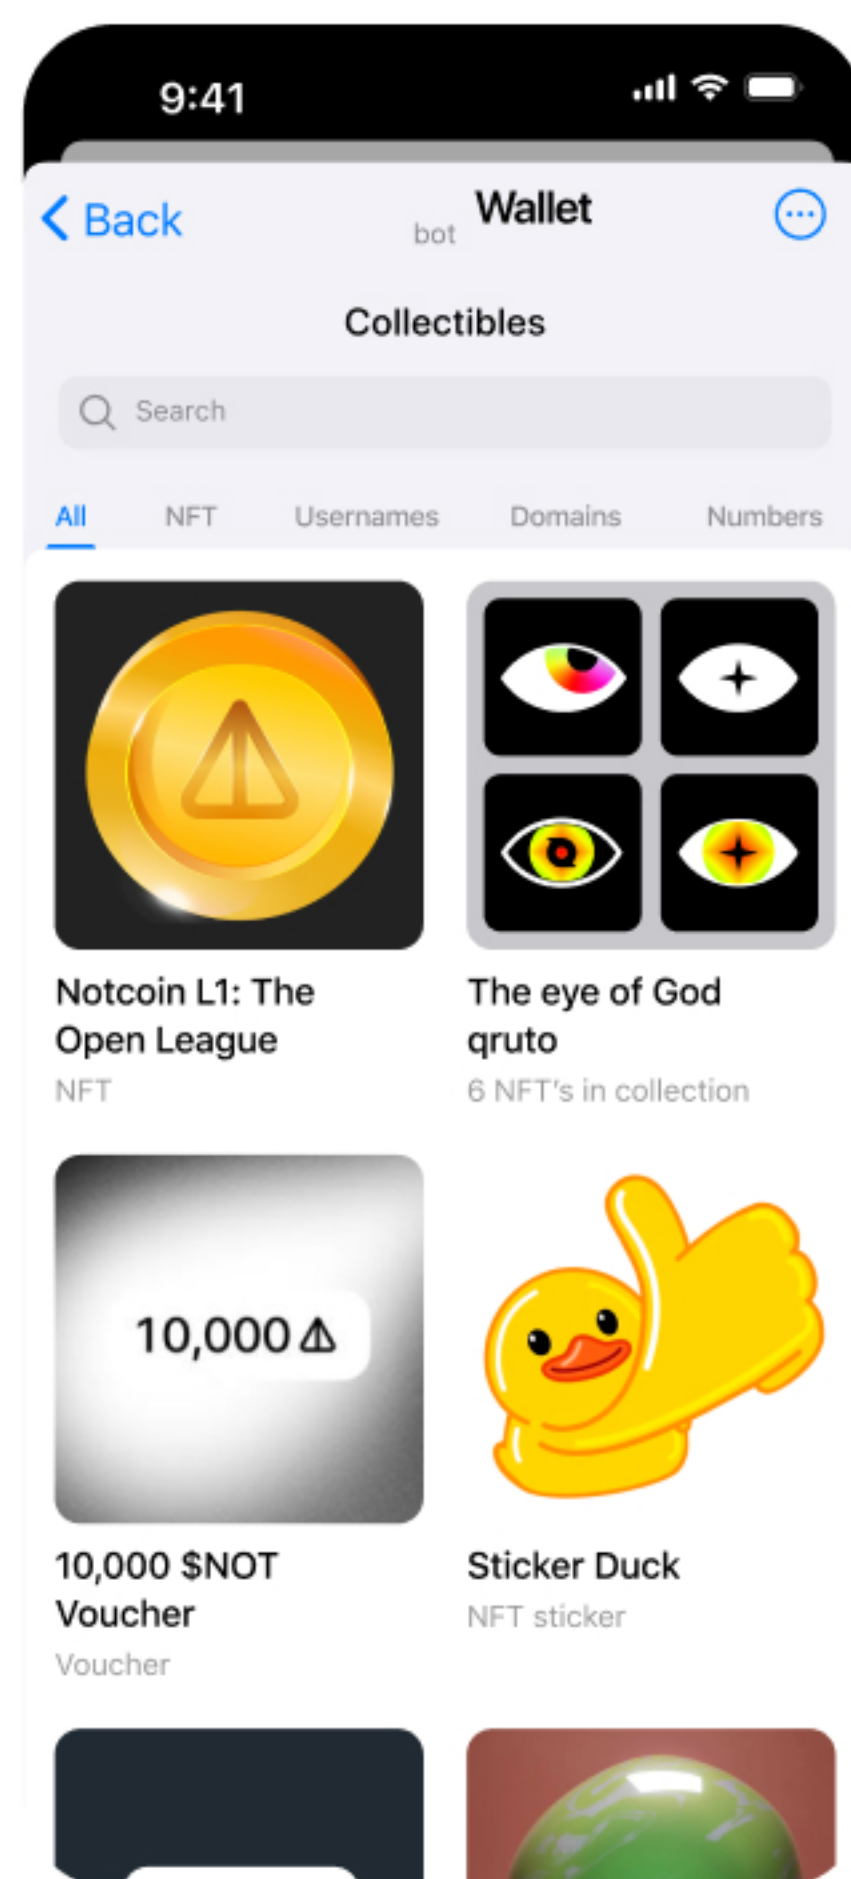 9:41
Back
Wallet
bot
Collectibles
Search
All NFT Usernames Domains Numbers
Notcoin L1: The
Open League
NFT
The eye of God
qruto
6 NFT's in collection
10,000
10,000 $NOT
Voucher
Voucher
Sticker Duck
NFT sticker